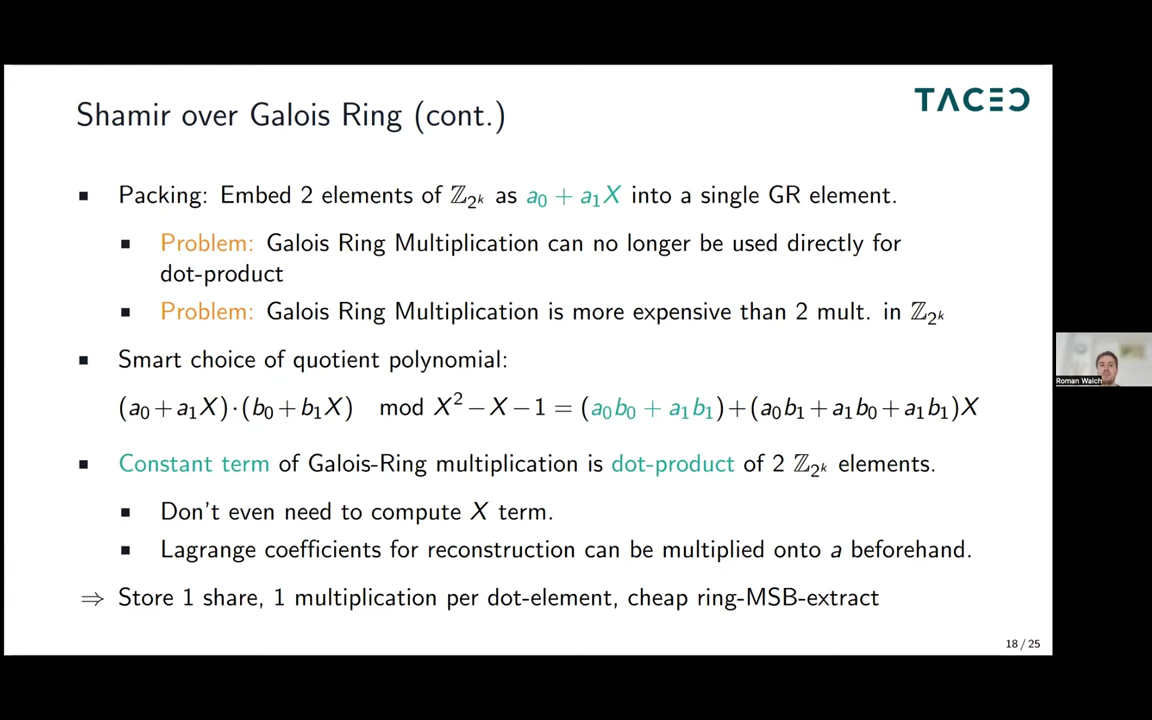 TACEO
Shamir over Galois Ring (cont.)
▪ Packing: Embed 2 elements of ℤ₂ᵏ as a₀ + a₁X into a single GR element.
▪ Problem: Galois Ring Multiplication can no longer be used directly for
dot-product
▪ Problem: Galois Ring Multiplication is more expensive than 2 mult. in ℤ₂ᵏ
▪ Smart choice of quotient polynomial:
(a₀ + a₁X)·(b₀ + b₁X) mod X² − X − 1 = (a₀b₀ + a₁b₁) + (a₀b₁ + a₁b₀ + a₁b₁)X
▪ Constant term of Galois-Ring multiplication is dot-product of 2 ℤ₂ᵏ elements.
▪ Don't even need to compute X term.
▪ Lagrange coefficients for reconstruction can be multiplied onto a beforehand.
⇒ Store 1 share, 1 multiplication per dot-element, cheap ring-MSB-extract
18 / 25
Roman Walch